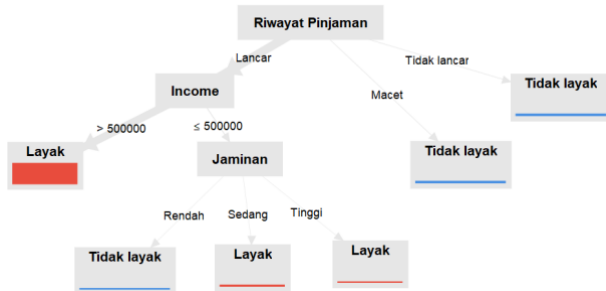 Riwayat Pinjaman
Lancar
Tidak lancar
Macet
Income
Tidak layak
> 500000
≤ 500000
Layak
Jaminan
Tidak layak
Rendah
Sedang
Tinggi
Tidak layak
Layak
Layak